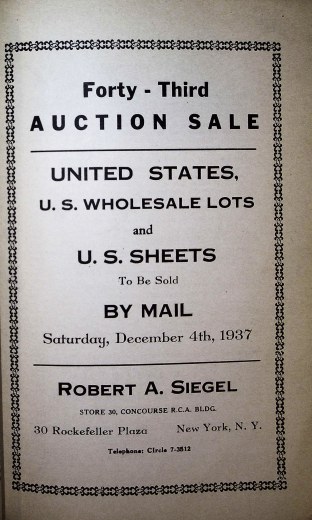 Forty - Third
AUCTION SALE
UNITED STATES,
U. S. WHOLESALE LOTS
and
U. S. SHEETS
To Be Sold
BY MAIL
Saturday, December 4th, 1937
ROBERT A. SIEGEL
STORE 30, CONCOURSE R.C.A. BLDG.
30 Rockefeller Plaza New York, N. Y.
Telephone: Circle 7-3812